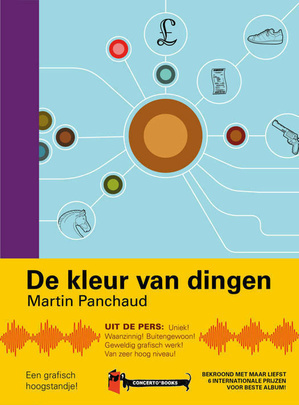 £
De kleur van dingen
Martin Panchaud
UIT DE PERS: Uniek!
Waanzinnig! Buitengewoon!
Geweldig grafisch werk!
Van zeer hoog niveau!
Een grafisch
hoogstandje!
CONCERTO BOOKS
BEKROOND MET MAAR LIEFST
6 INTERNATIONALE PRIJZEN
VOOR BESTE ALBUM!